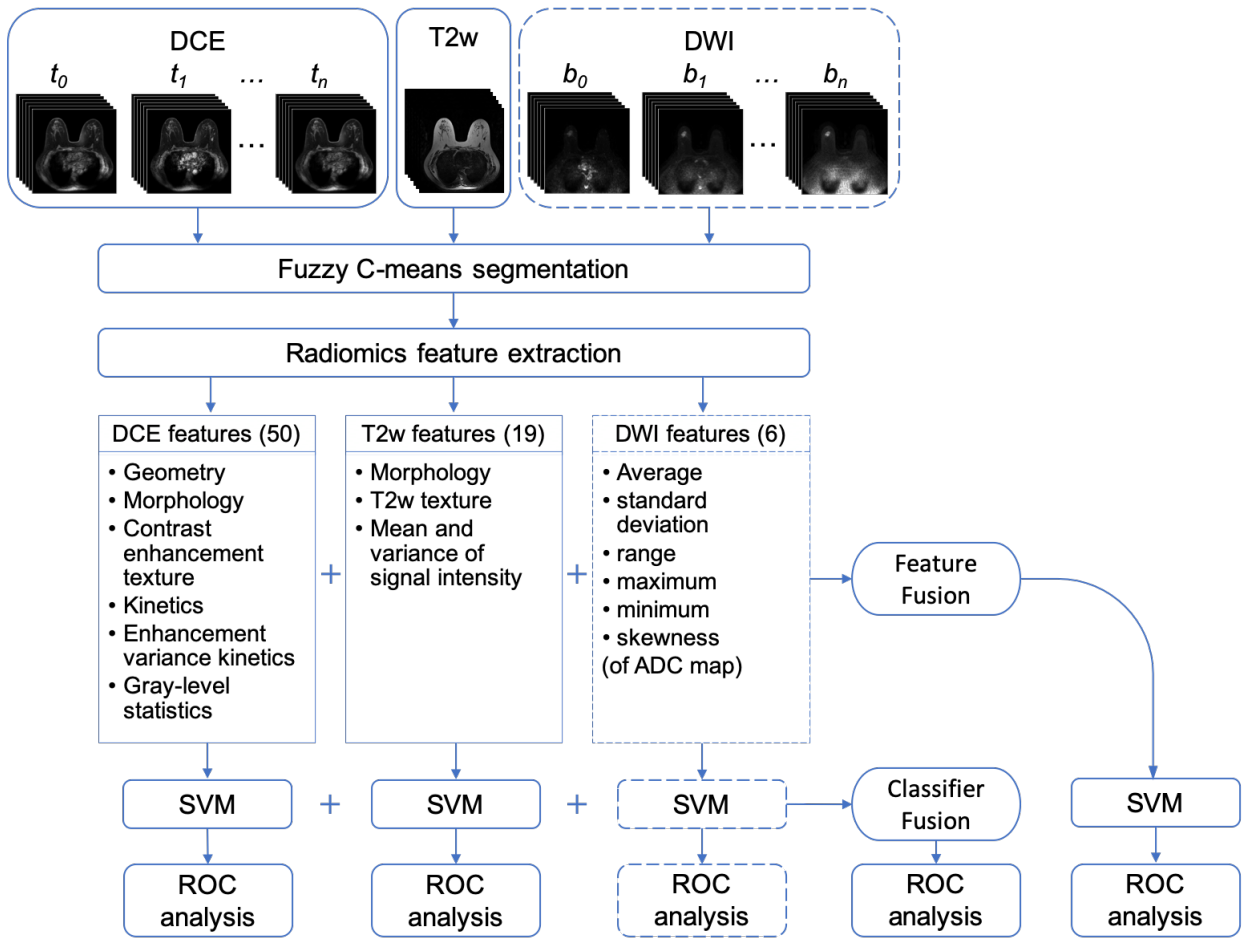 DCE
T2w
DWI
t0 t1 … tn
b0 b1 … bn
… …
Fuzzy C-means segmentation
Radiomics feature extraction
DCE features (50)
• Geometry
• Morphology
• Contrast
enhancement
texture
• Kinetics
• Enhancement
variance kinetics
• Gray-level
statistics
+
T2w features (19)
• Morphology
• T2w texture
• Mean and
variance of
signal intensity
+
DWI features (6)
• Average
• standard
deviation
• range
• maximum
• minimum
• skewness
(of ADC map)
Feature
Fusion
SVM + SVM + SVM
Classifier
Fusion
SVM
ROC
analysis
ROC
analysis
ROC
analysis
ROC
analysis
ROC
analysis